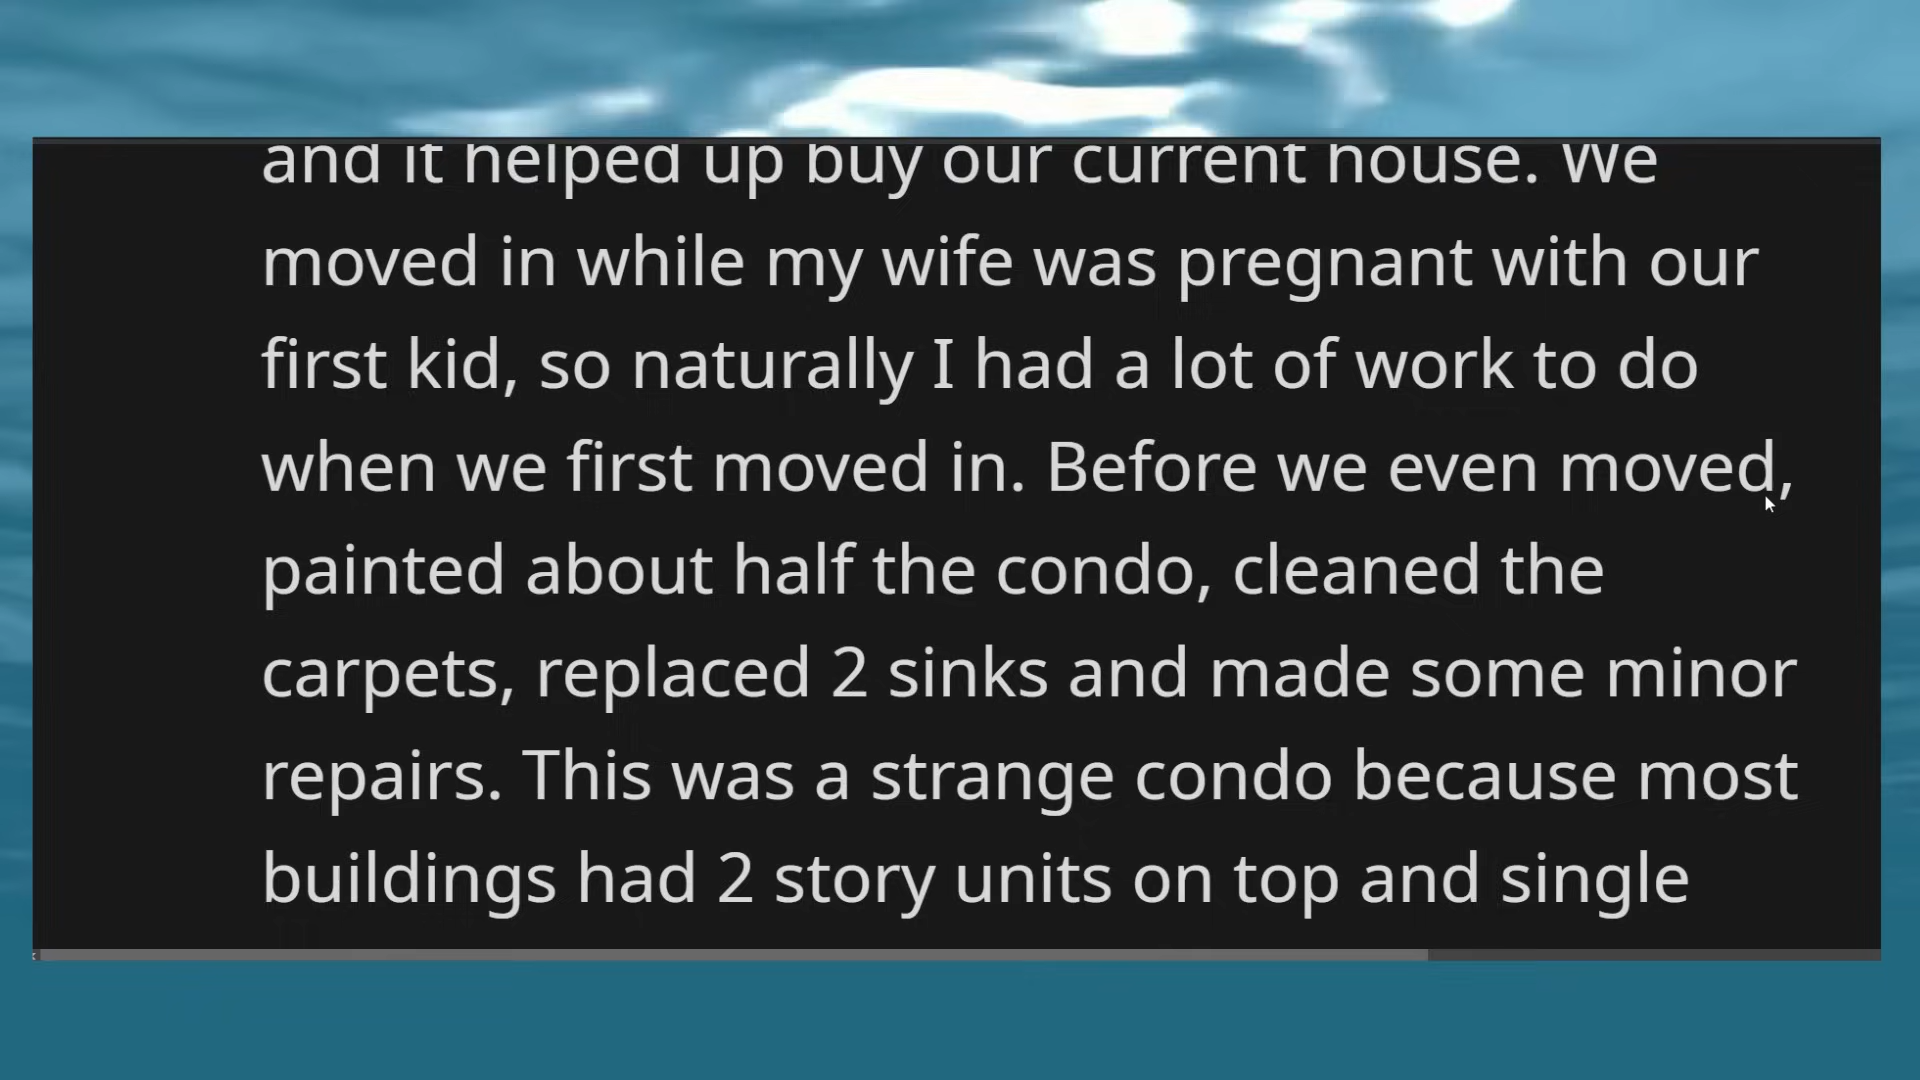 and it helped up buy our current house. We
moved in while my wife was pregnant with our
first kid, so naturally I had a lot of work to do
when we first moved in. Before we even moved,
painted about half the condo, cleaned the
carpets, replaced 2 sinks and made some minor
repairs. This was a strange condo because most
buildings had 2 story units on top and single